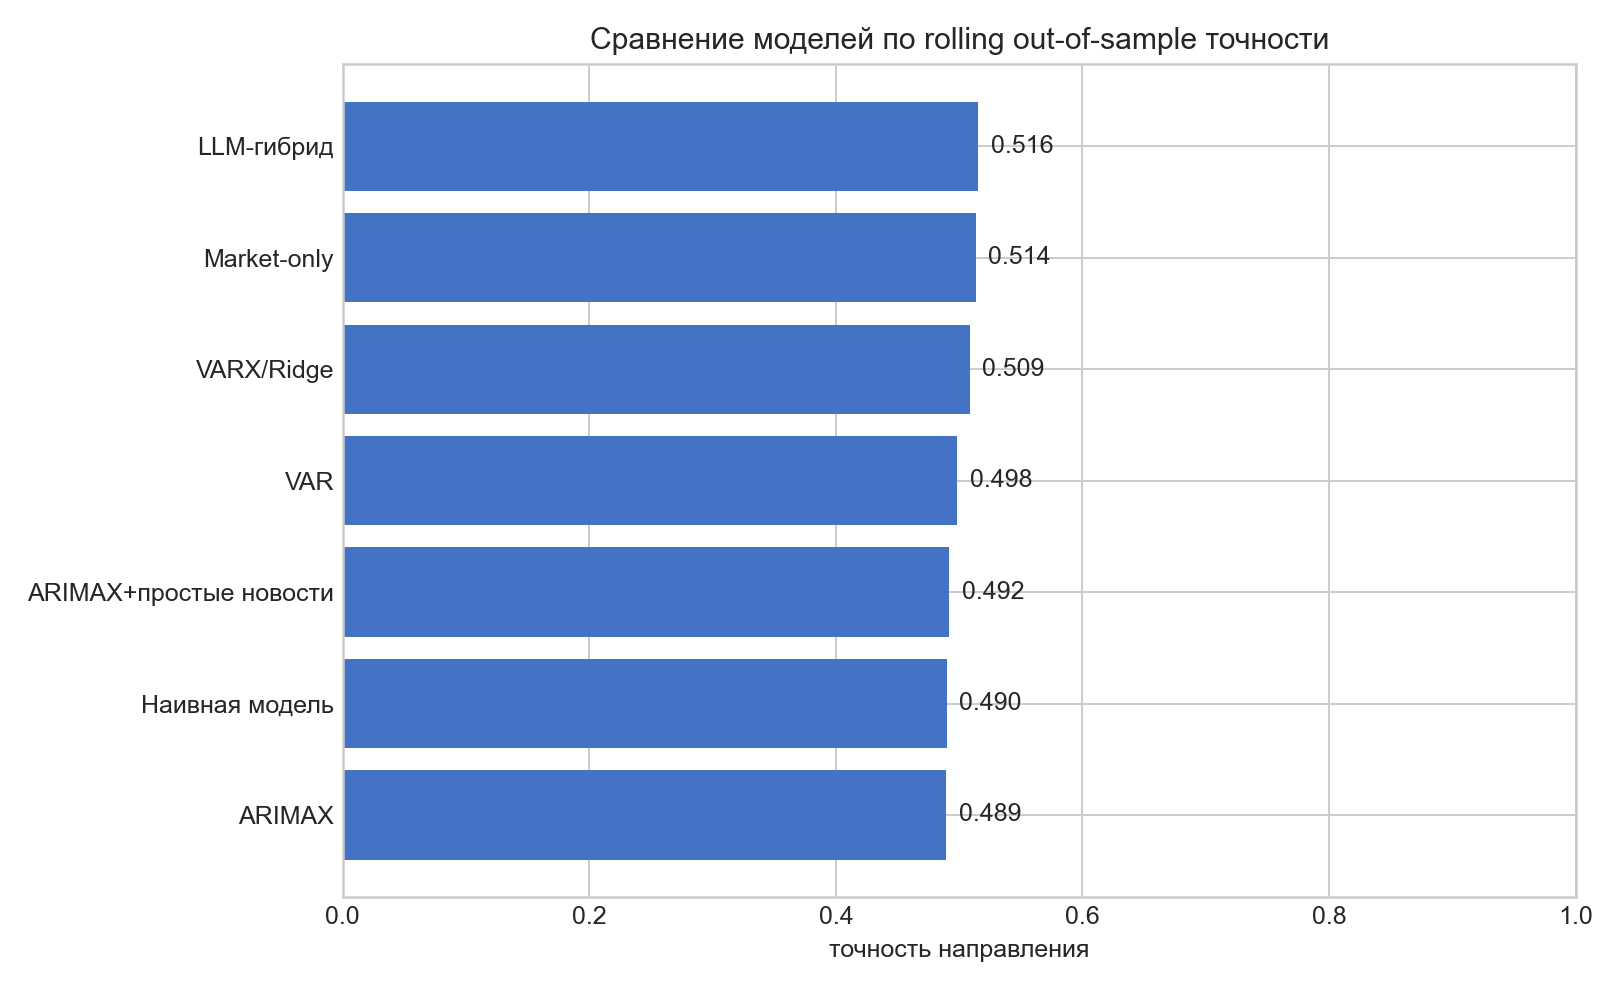 Сравнение моделей по rolling out-of-sample точности
LLM-гибрид
0.516
Market-only
0.514
VARX/Ridge
0.509
VAR
0.498
ARIMAX+простые новости
0.492
Наивная модель
0.490
ARIMAX
0.489
0.0 0.2 0.4 0.6 0.8 1.0
точность направления